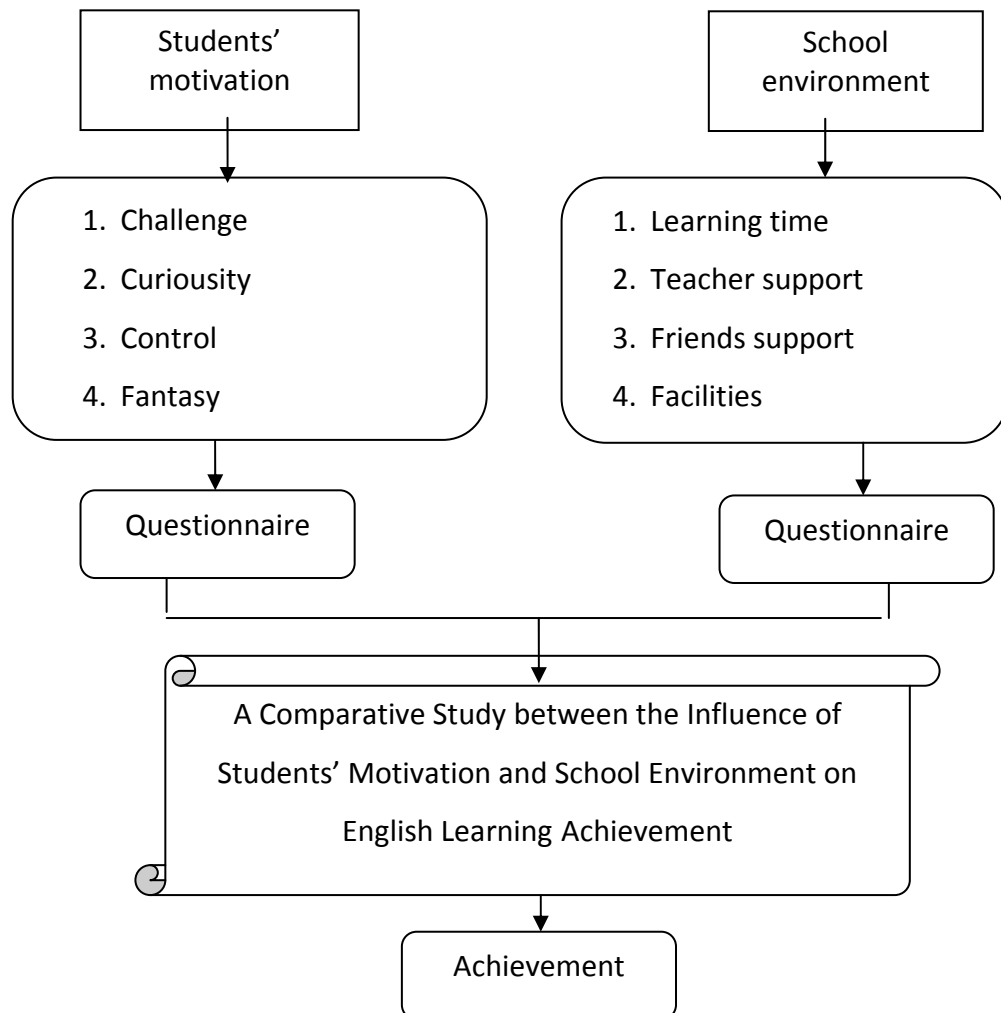 Students’
motivation
School
environment
1. Challenge
2. Curiousity
3. Control
4. Fantasy
1. Learning time
2. Teacher support
3. Friends support
4. Facilities
Questionnaire
Questionnaire
A Comparative Study between the Influence of
Students’ Motivation and School Environment on
English Learning Achievement
Achievement